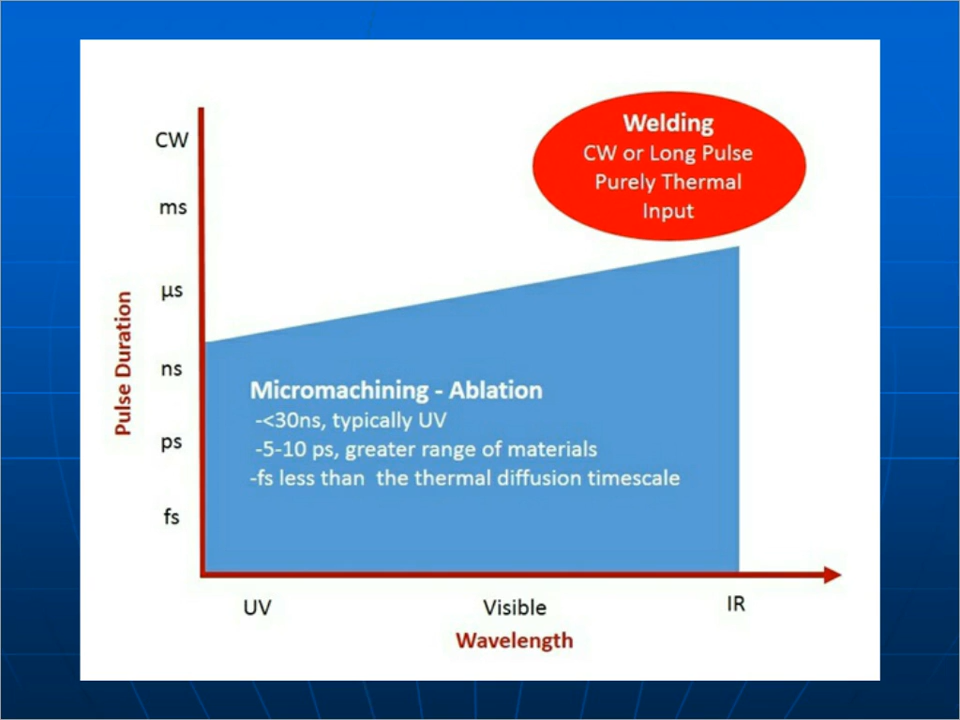 Welding
CW or Long Pulse
Purely Thermal
Input
CW
ms
µs
ns
ps
fs
Pulse Duration
Micromachining - Ablation
-<30ns, typically UV
-5-10 ps, greater range of materials
-fs less than the thermal diffusion timescale
UV
Visible
IR
Wavelength